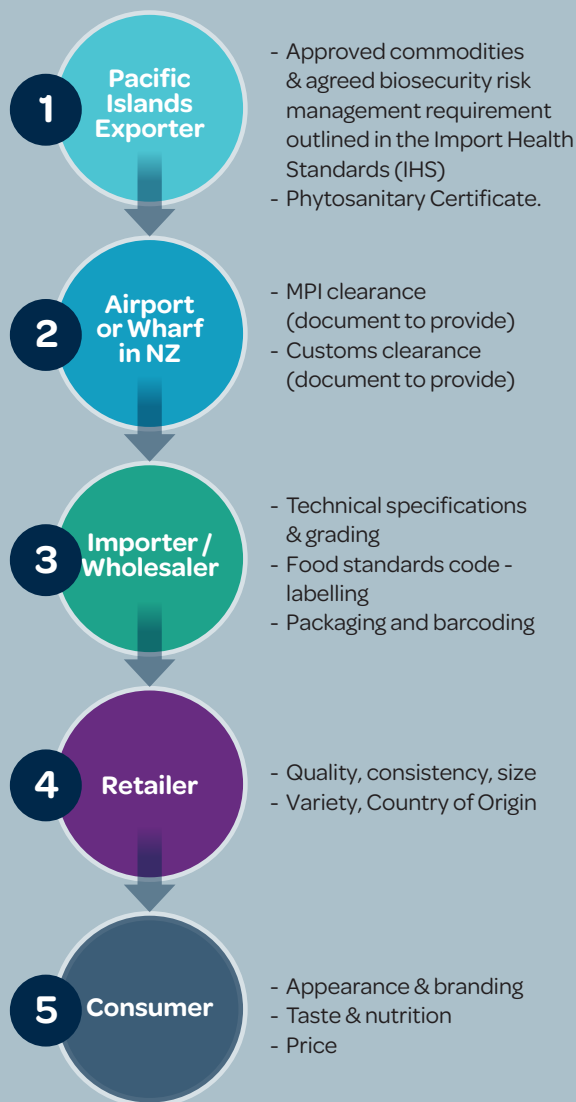 1
Pacific
Islands
Exporter
- Approved commodities
& agreed biosecurity risk
management requirement
outlined in the Import Health
Standards (IHS)
- Phytosanitary Certificate.
2
Airport
or Wharf
in NZ
- MPI clearance
(document to provide)
- Customs clearance
(document to provide)
3
Importer /
Wholesaler
- Technical specifications
& grading
- Food standards code -
labelling
- Packaging and barcoding
4
Retailer
- Quality, consistency, size
- Variety, Country of Origin
5
Consumer
- Appearance & branding
- Taste & nutrition
- Price